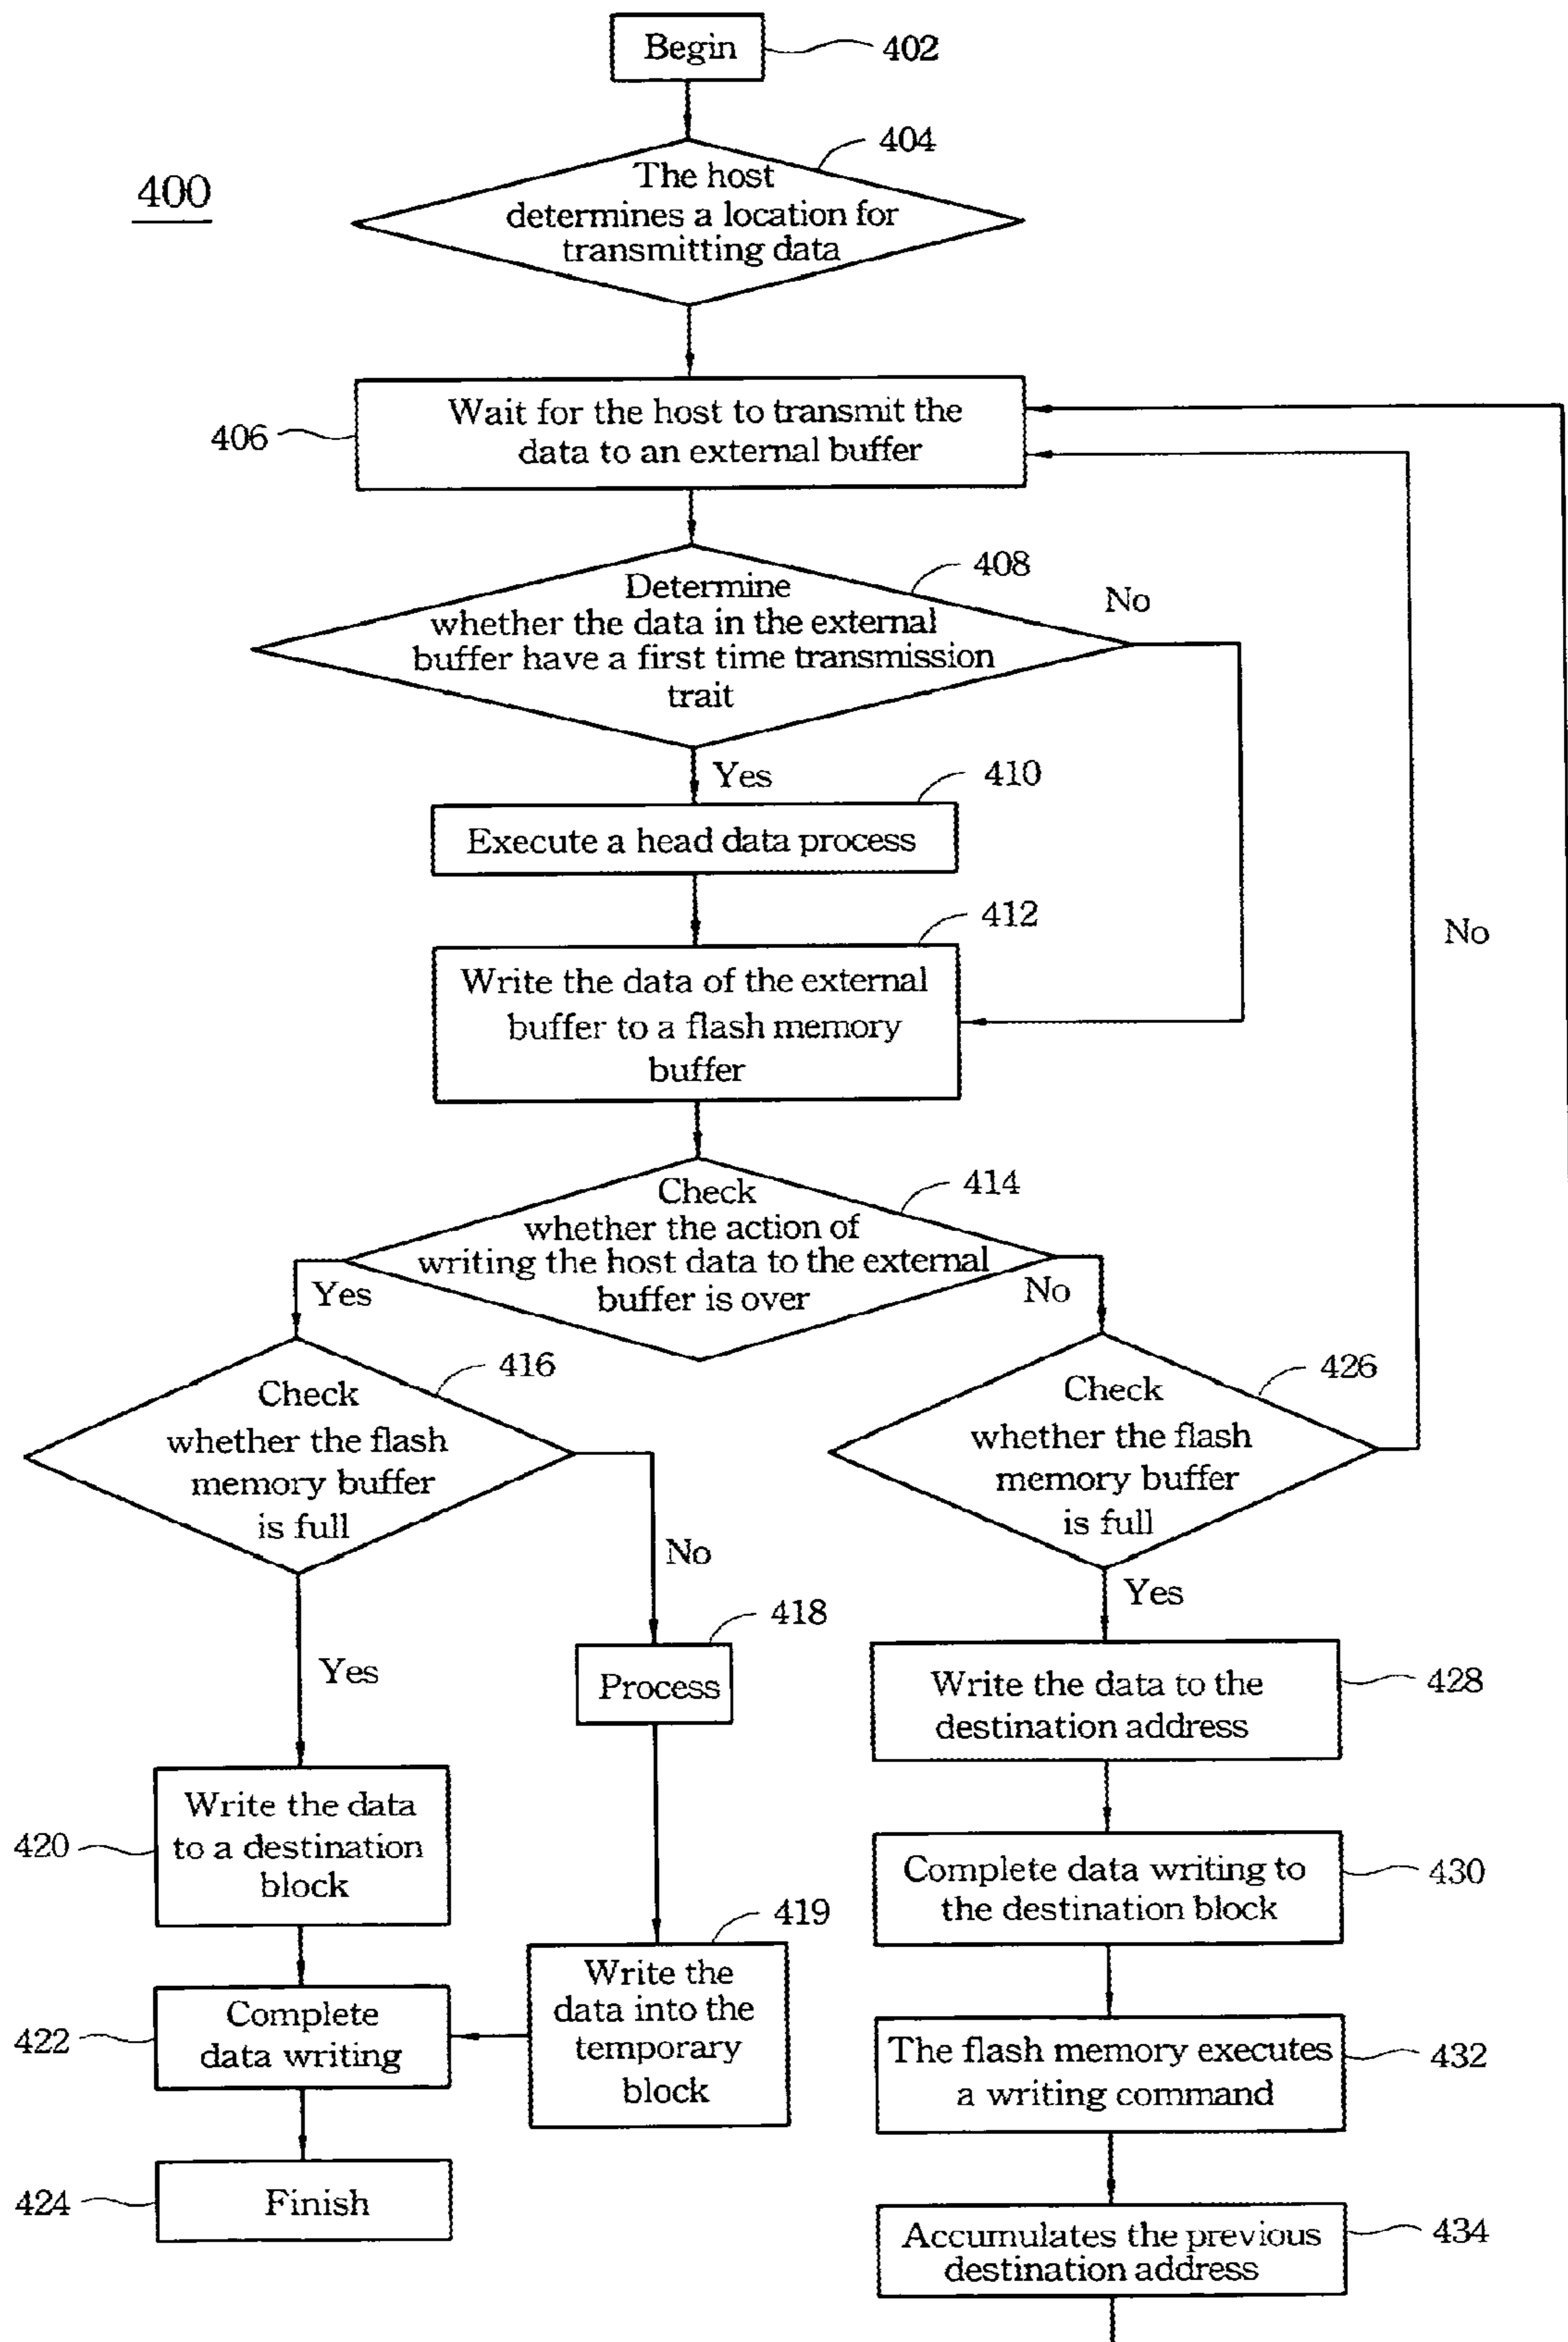 Begin
402
400
404
The host
determines a location for
transmitting data
406
Wait for the host to transmit the
data to an external buffer
408
Determine
whether the data in the external
buffer have a first time transmission
trait
No
Yes
410
Execute a head data process
412
Write the data of the external
buffer to a flash memory
buffer
No
414
Check
whether the action of
writing the host data to the external
buffer is over
Yes
No
416
Check
whether the flash
memory buffer
is full
426
Check
whether the flash
memory buffer
is full
No
Yes
418
Process
Yes
428
Write the data to the
destination address
420
Write the data
to a destination
block
430
Complete data writing to
the destination block
419
Write the
data into the
temporary
block
422
Complete
data writing
432
The flash memory executes
a writing command
424
Finish
434
Accumulates the previous
destination address